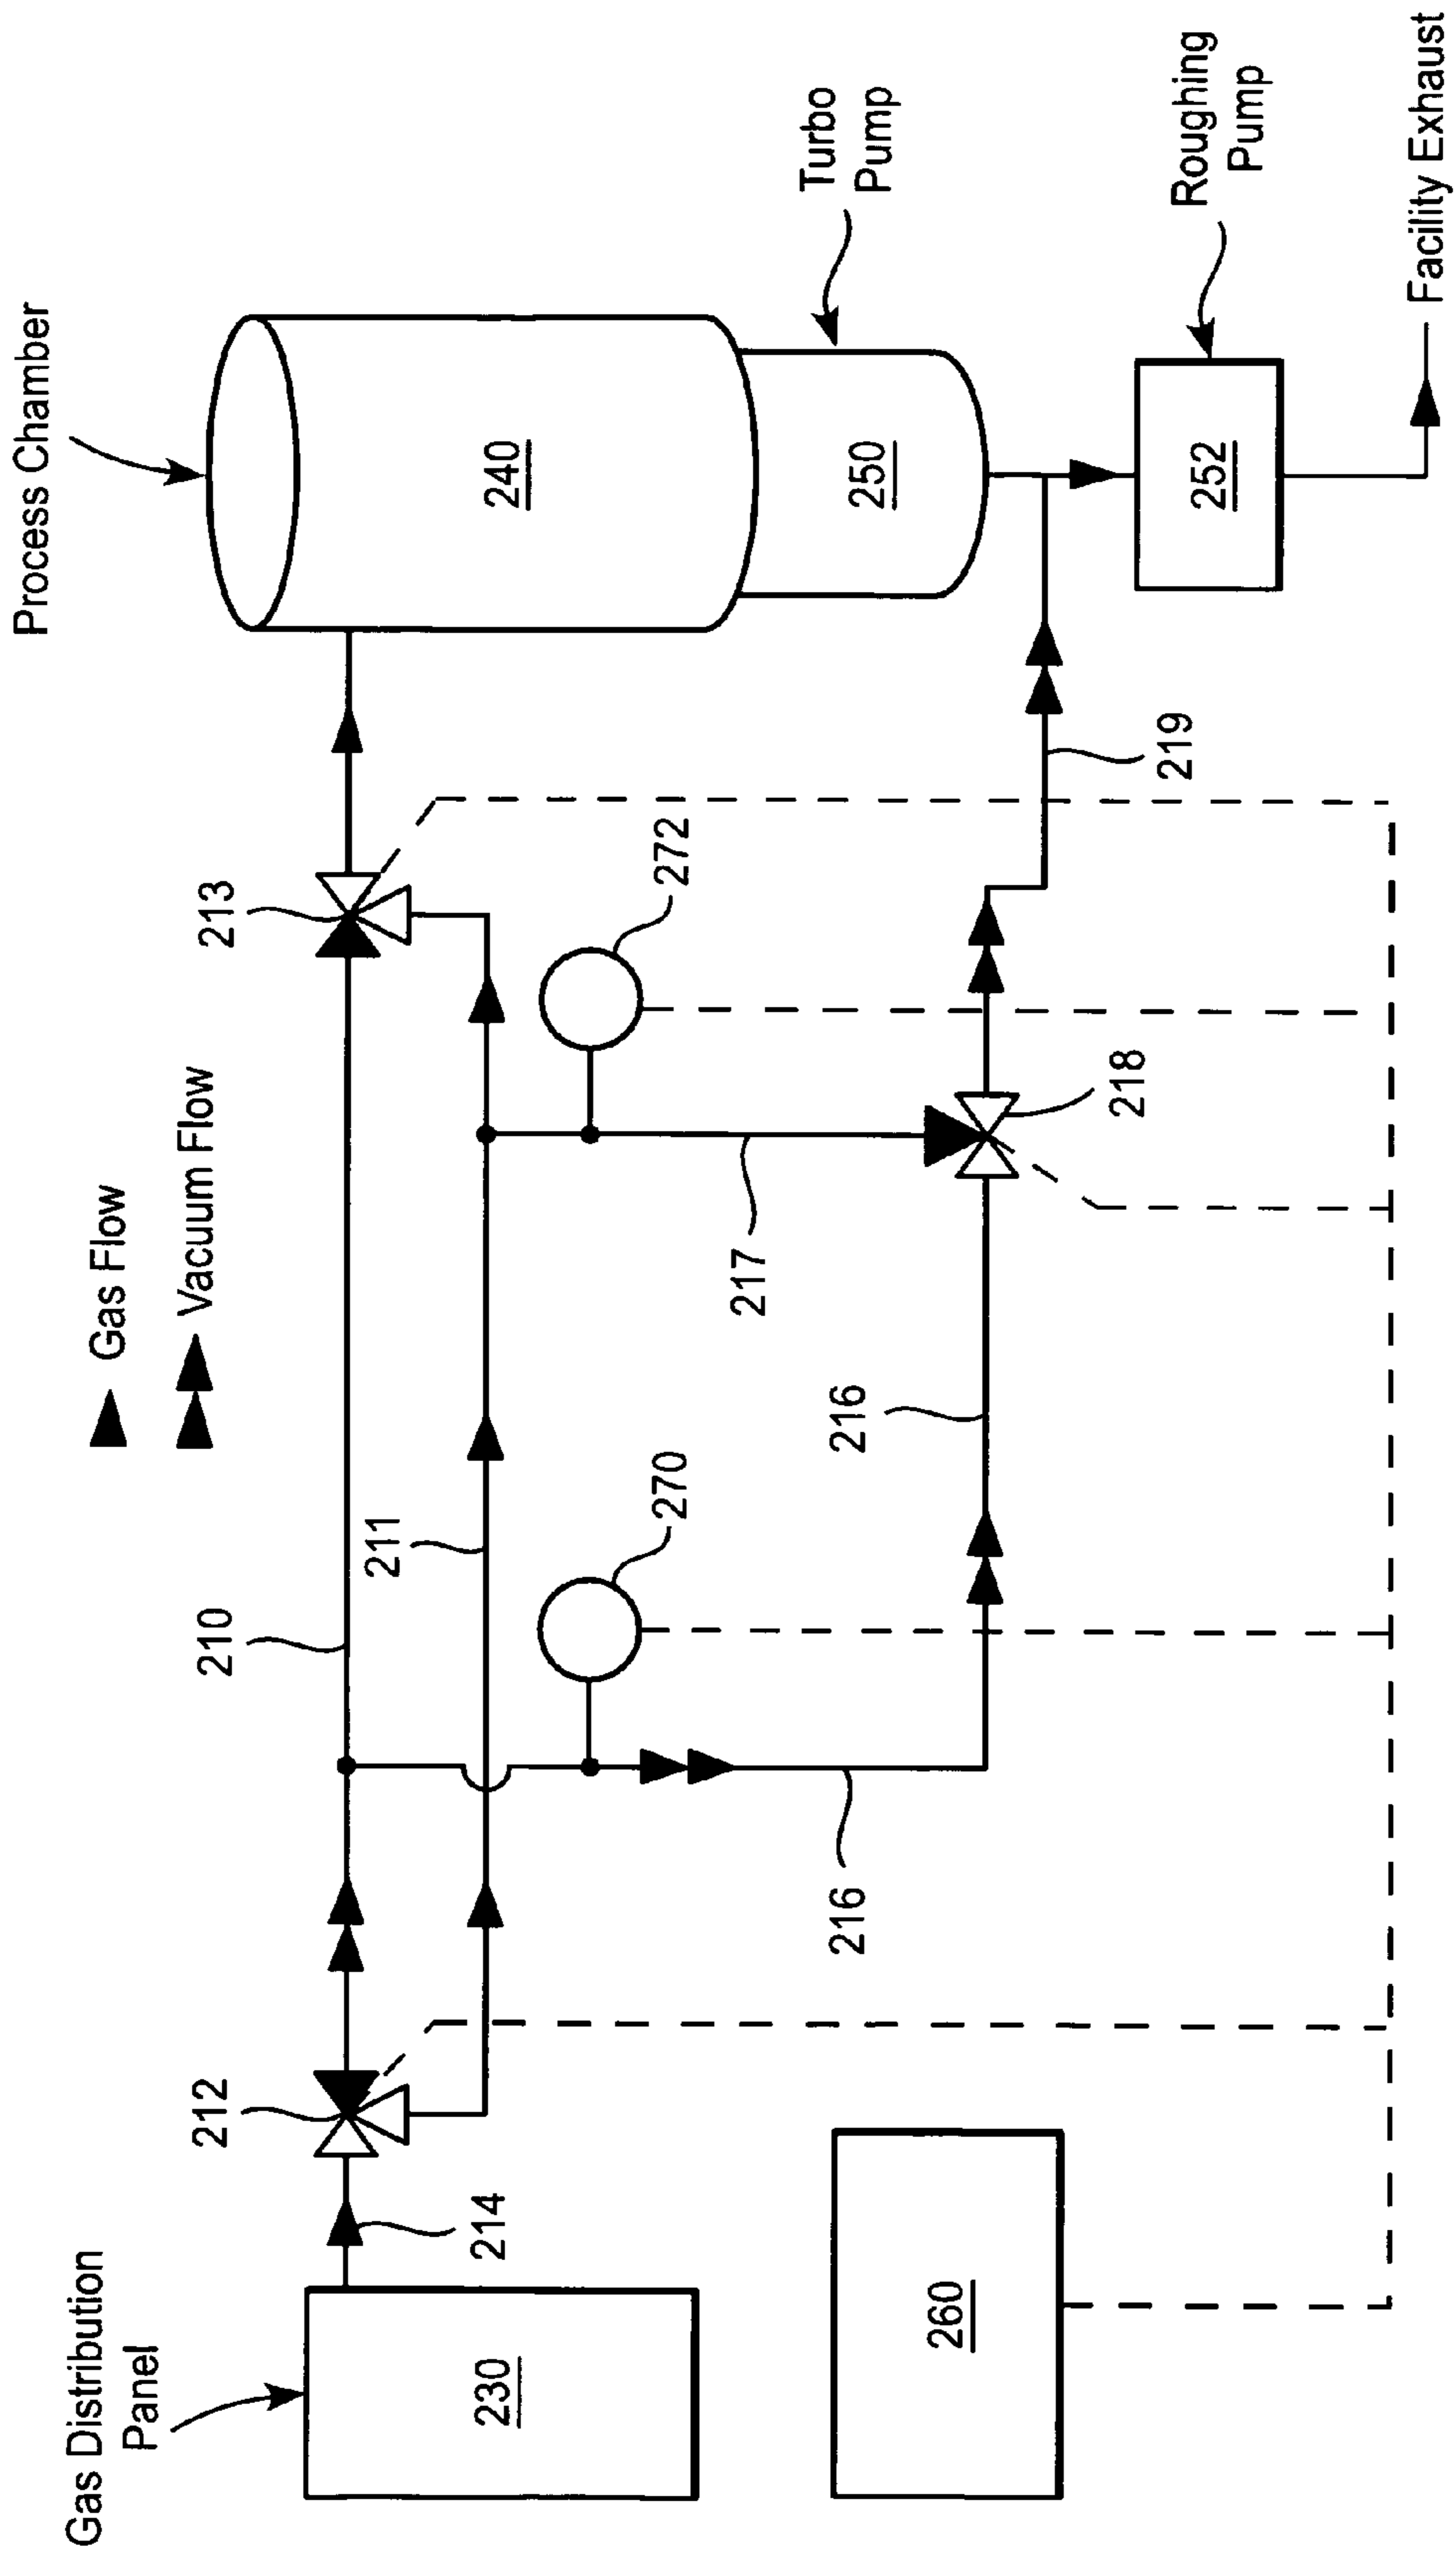 Process Chamber
Gas Flow
Vacuum Flow
Gas Distribution
Panel
212
213
210
211
214
240
Turbo
Pump
250
230
270
272
217
216
216
218
219
Roughing
Pump
252
260
Facility Exhaust